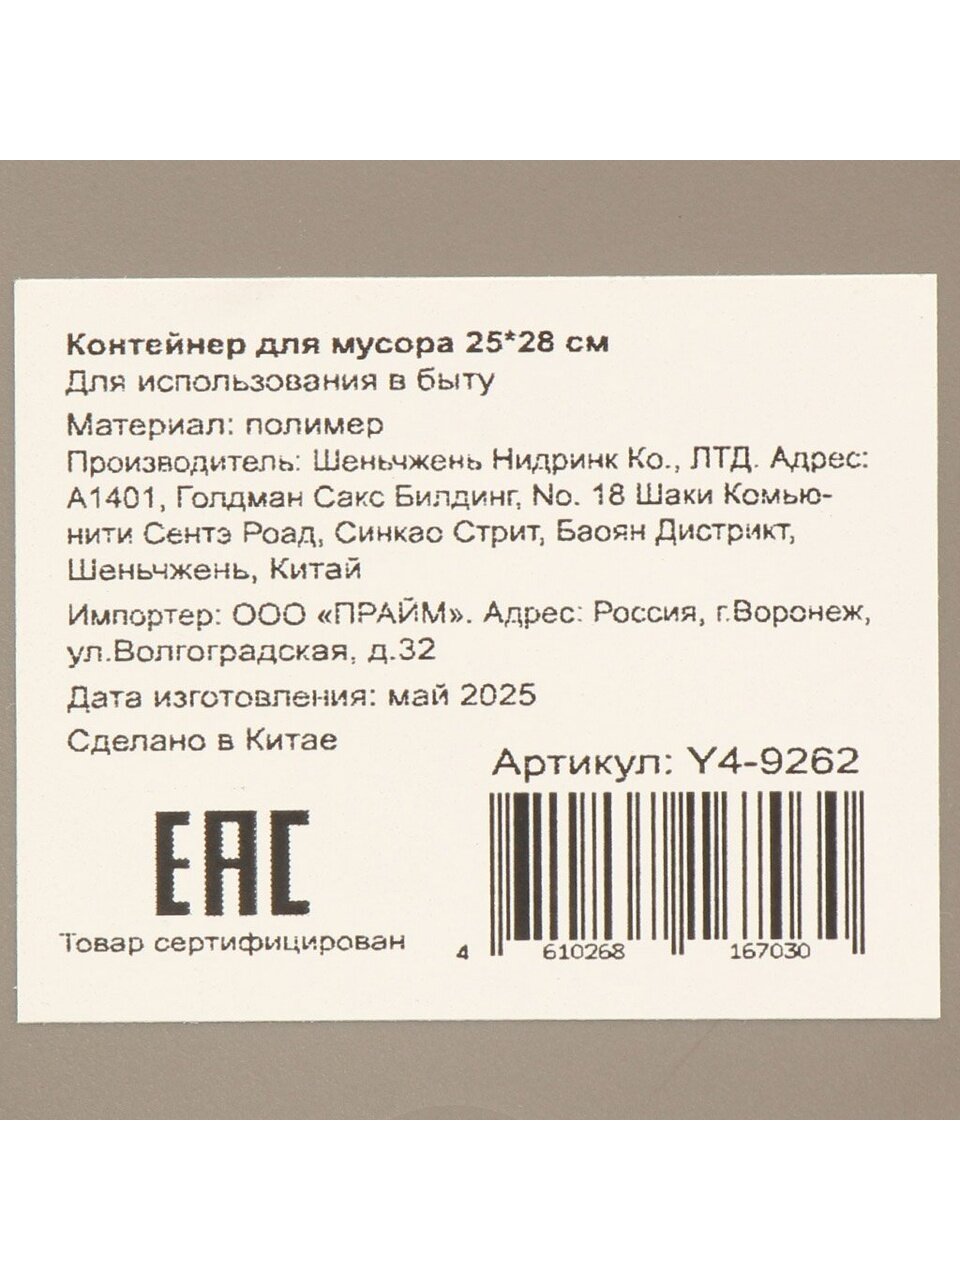 Контейнер для мусора 25*28 см
Для использования в быту
Материал: полимер
Производитель: Шеньчжень Нидринк Ко., ЛТД. Адрес:
А1401, Голдман Сакс Билдинг, No. 18 Шаки Комью-
нити Сентэ Роад, Синкао Стрит, Баоян Дистрикт,
Шеньчжень, Китай
Импортер: ООО «ПРАЙМ». Адрес: Россия, г.Воронеж,
ул.Волгоградская, д.32
Дата изготовления: май 2025
Сделано в Китае
Артикул: Y4-9262
EAC
Товар сертифицирован
4 610268 167030